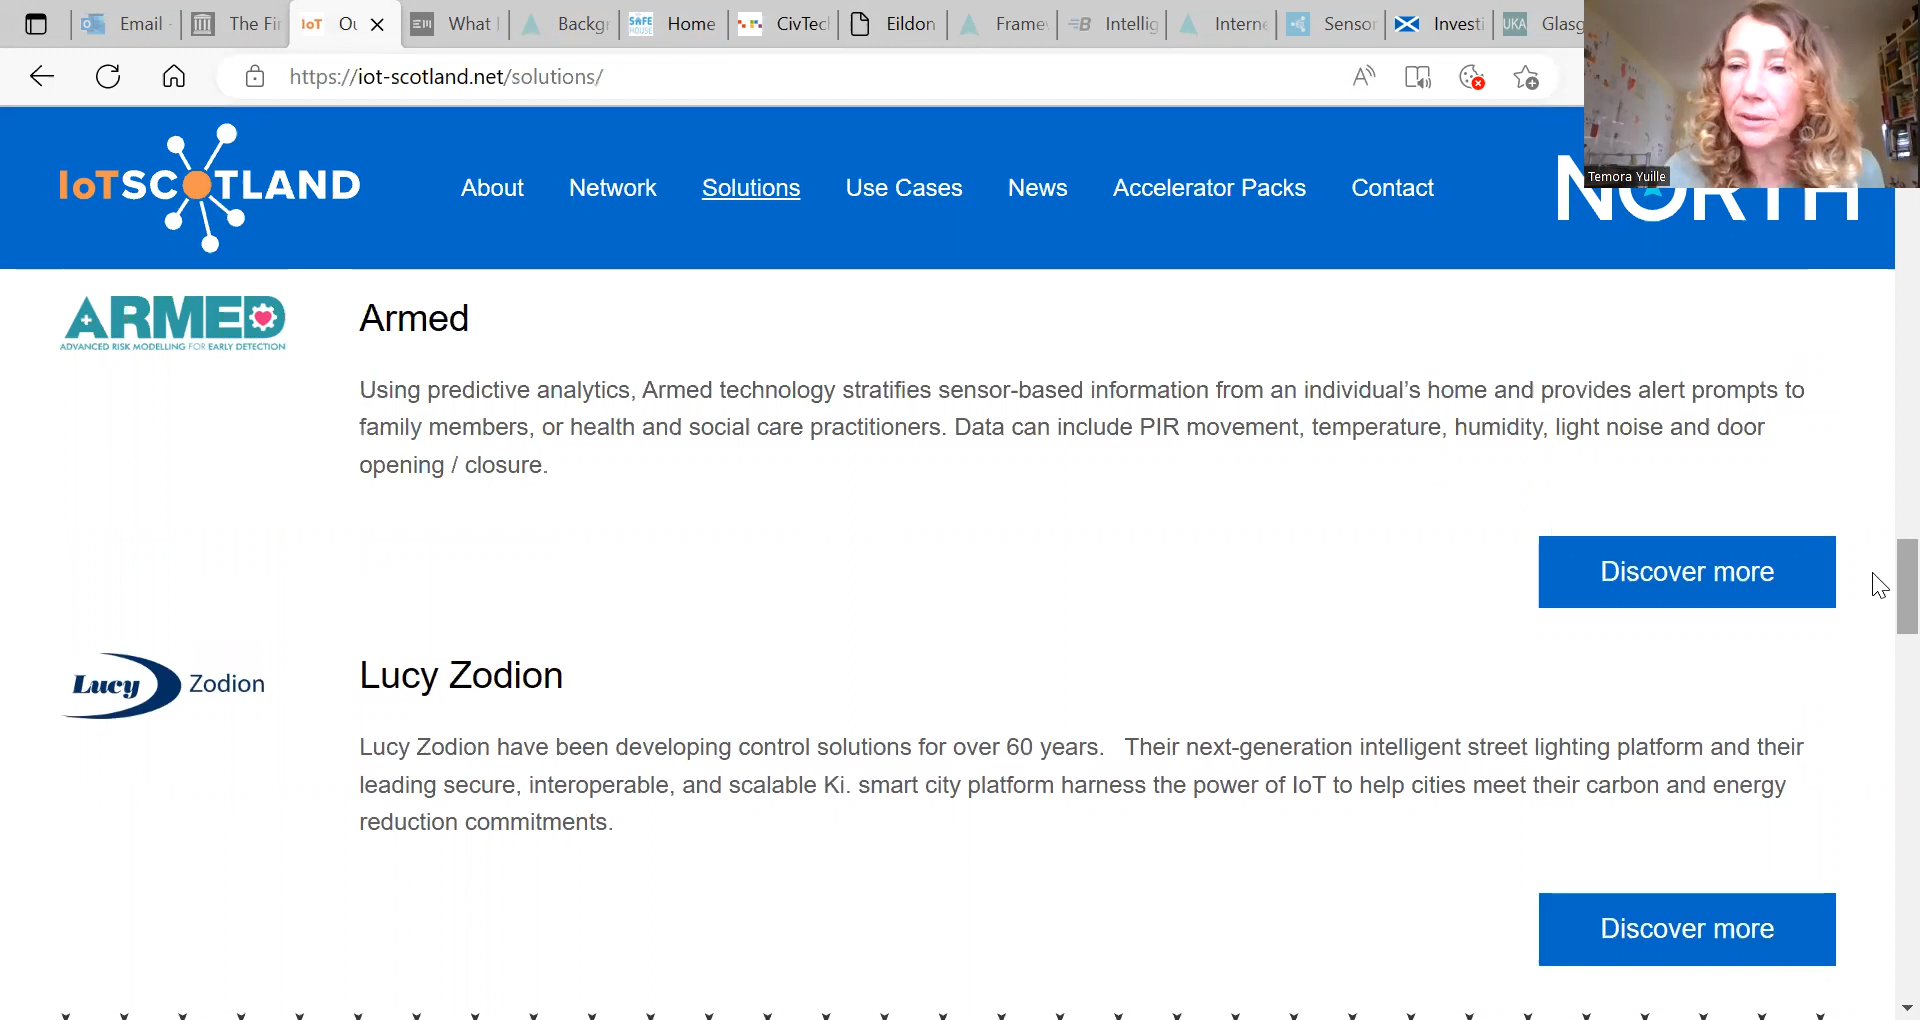 Email
The Fi
IoT
Ou
What
Backgr
SAFE HOUSE
Home
CivTec
Eildon
Frame
Intellig
Interne
Sensor
Investi
UKA
Glasg
https://iot-scotland.net/solutions/
Temora Yuille
IoTSCOTLAND
About
Network
Solutions
Use Cases
News
Accelerator Packs
Contact
NORTH
ARMED
ADVANCED RISK MODELLING FOR EARLY DETECTION
Armed
Using predictive analytics, Armed technology stratifies sensor-based information from an individual’s home and provides alert prompts to
family members, or health and social care practitioners. Data can include PIR movement, temperature, humidity, light noise and door
opening / closure.
Discover more
Lucy Zodion
Lucy Zodion
Lucy Zodion have been developing control solutions for over 60 years. Their next-generation intelligent street lighting platform and their
leading secure, interoperable, and scalable Ki. smart city platform harness the power of IoT to help cities meet their carbon and energy
reduction commitments.
Discover more